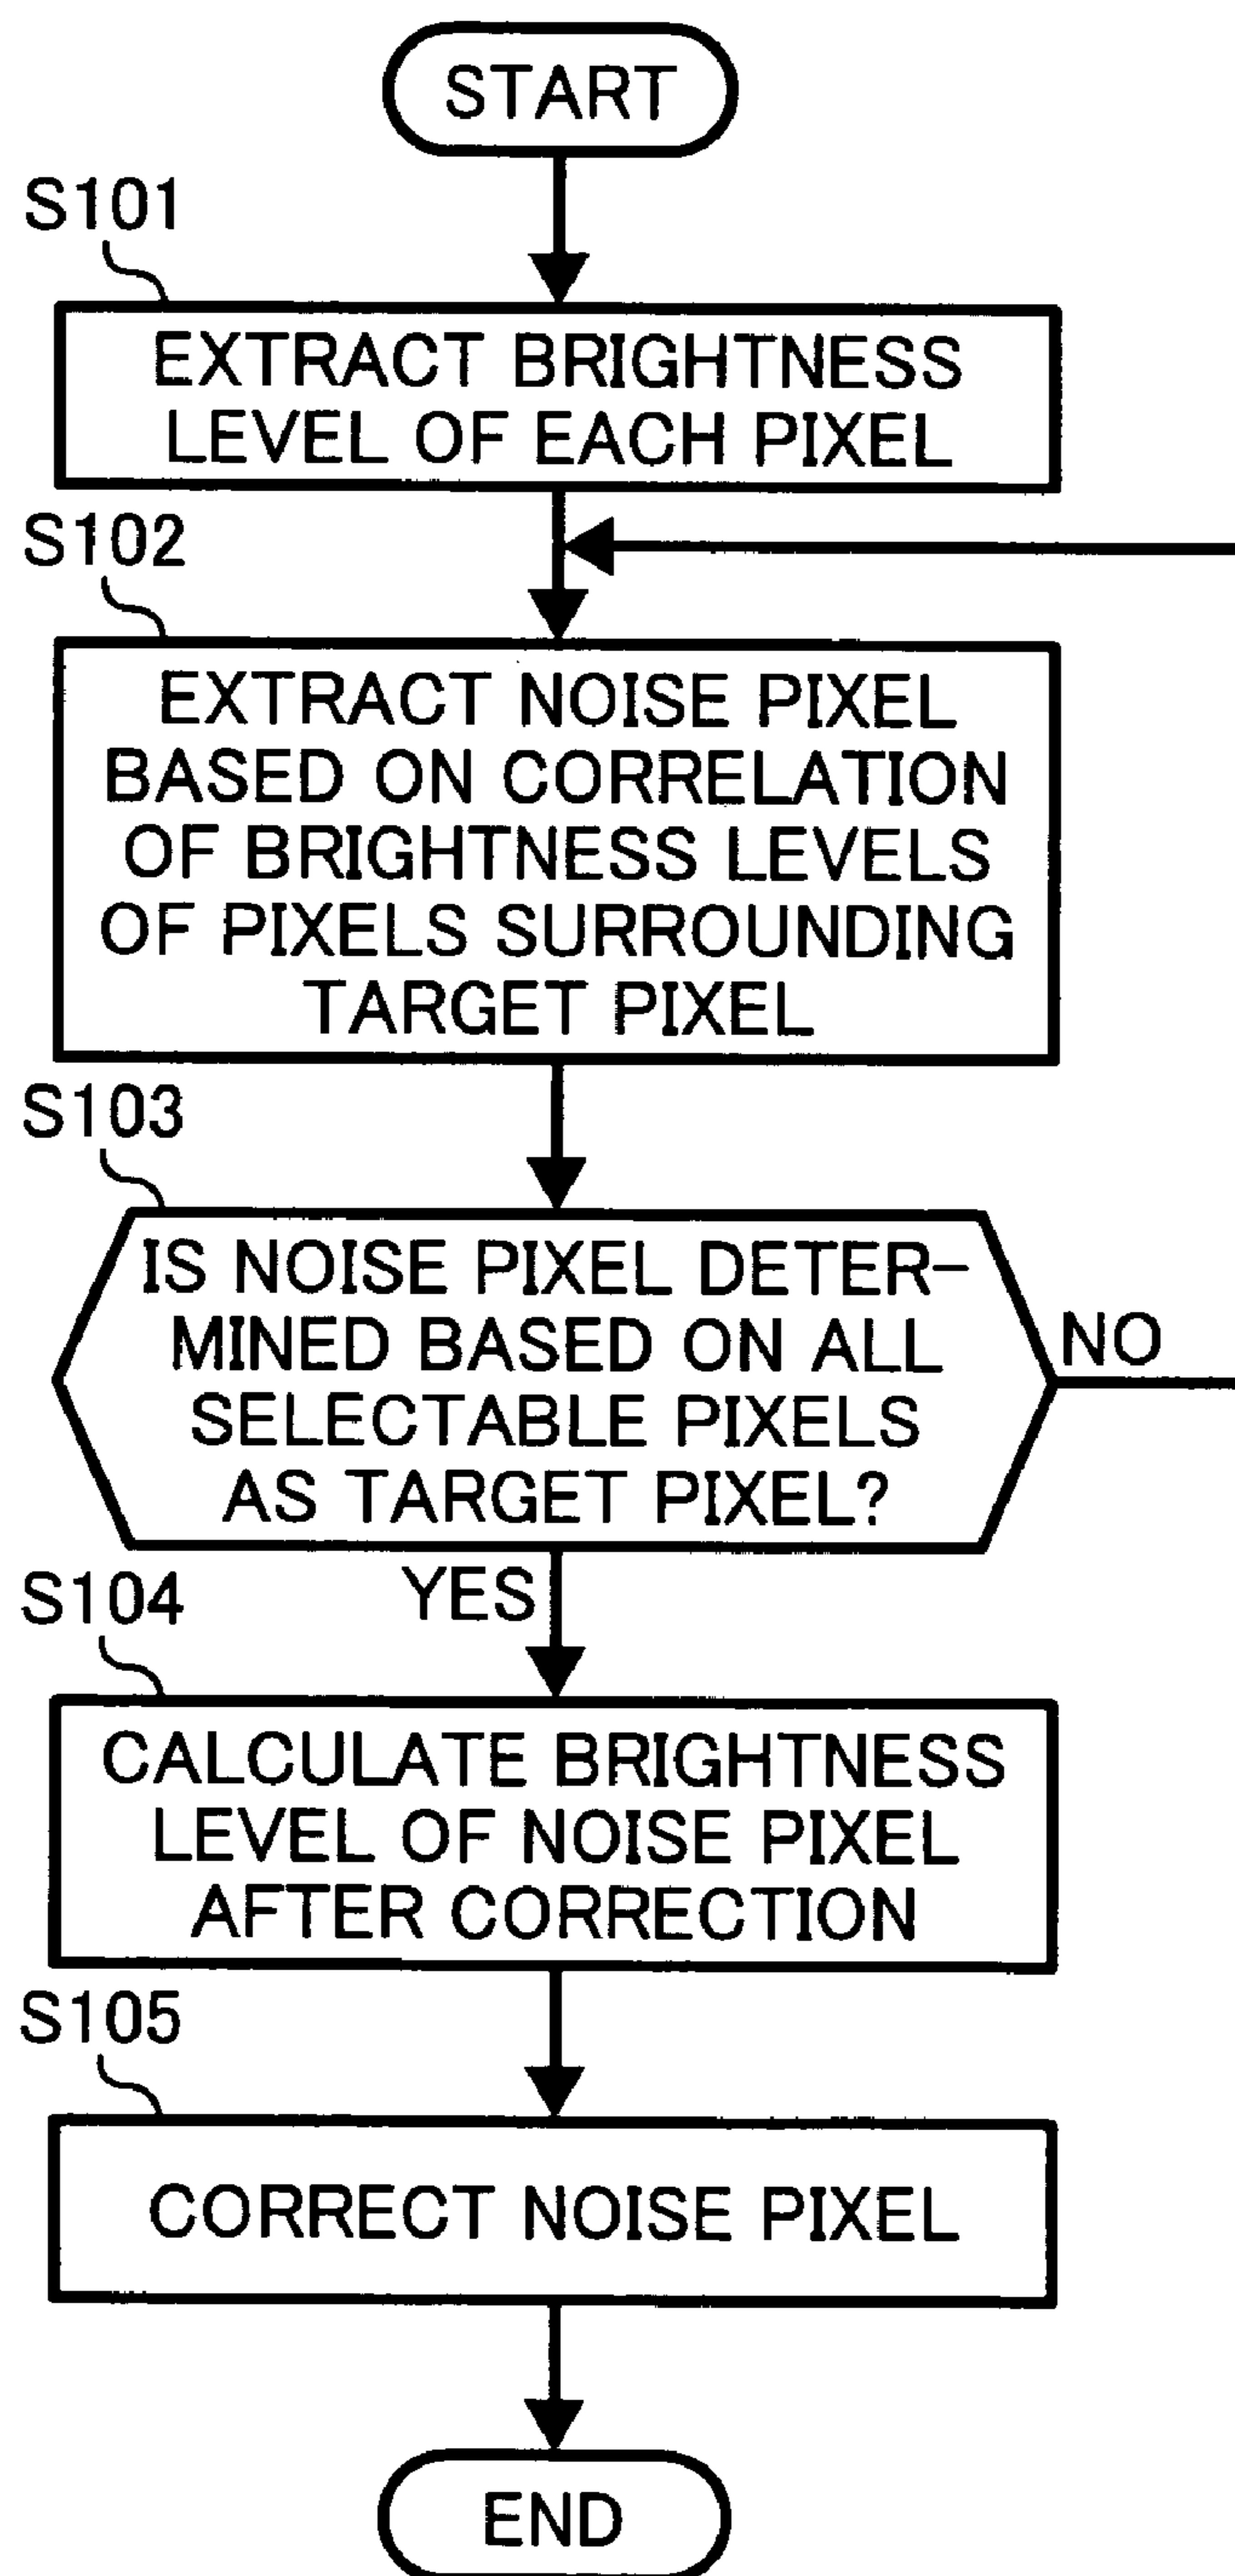 START
S101
EXTRACT BRIGHTNESS
LEVEL OF EACH PIXEL
S102
EXTRACT NOISE PIXEL
BASED ON CORRELATION
OF BRIGHTNESS LEVELS
OF PIXELS SURROUNDING
TARGET PIXEL
S103
IS NOISE PIXEL DETER-
MINED BASED ON ALL
SELECTABLE PIXELS
AS TARGET PIXEL?
NO
YES
S104
CALCULATE BRIGHTNESS
LEVEL OF NOISE PIXEL
AFTER CORRECTION
S105
CORRECT NOISE PIXEL
END